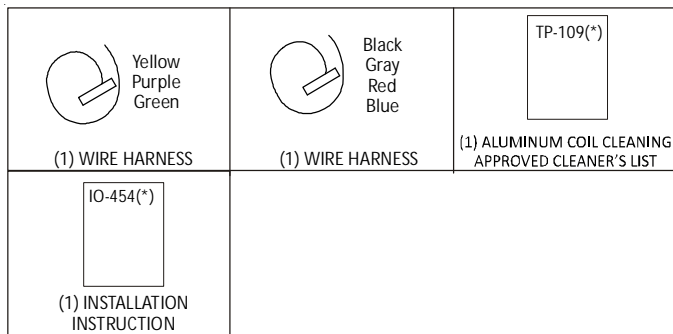 Yellow
Purple
Green
(1) WIRE HARNESS
Black
Gray
Red
Blue
(1) WIRE HARNESS
TP-109(*)
(1) ALUMINUM COIL CLEANING
APPROVED CLEANER'S LIST
IO-454(*)
(1) INSTALLATION
INSTRUCTION